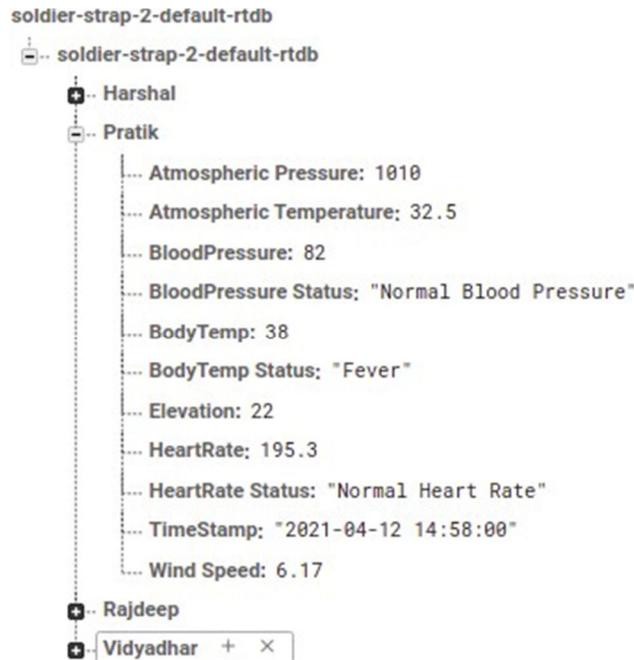 soldier-strap-2-default-rtdb
soldier-strap-2-default-rtdb
Harshal
Pratik
Atmospheric Pressure: 1010
Atmospheric Temperature: 32.5
BloodPressure: 82
BloodPressure Status: "Normal Blood Pressure"
BodyTemp: 38
BodyTemp Status: "Fever"
Elevation: 22
HeartRate: 195.3
HeartRate Status: "Normal Heart Rate"
TimeStamp: "2021-04-12 14:58:00"
Wind Speed: 6.17
Rajdeep
Vidyadhar + ×